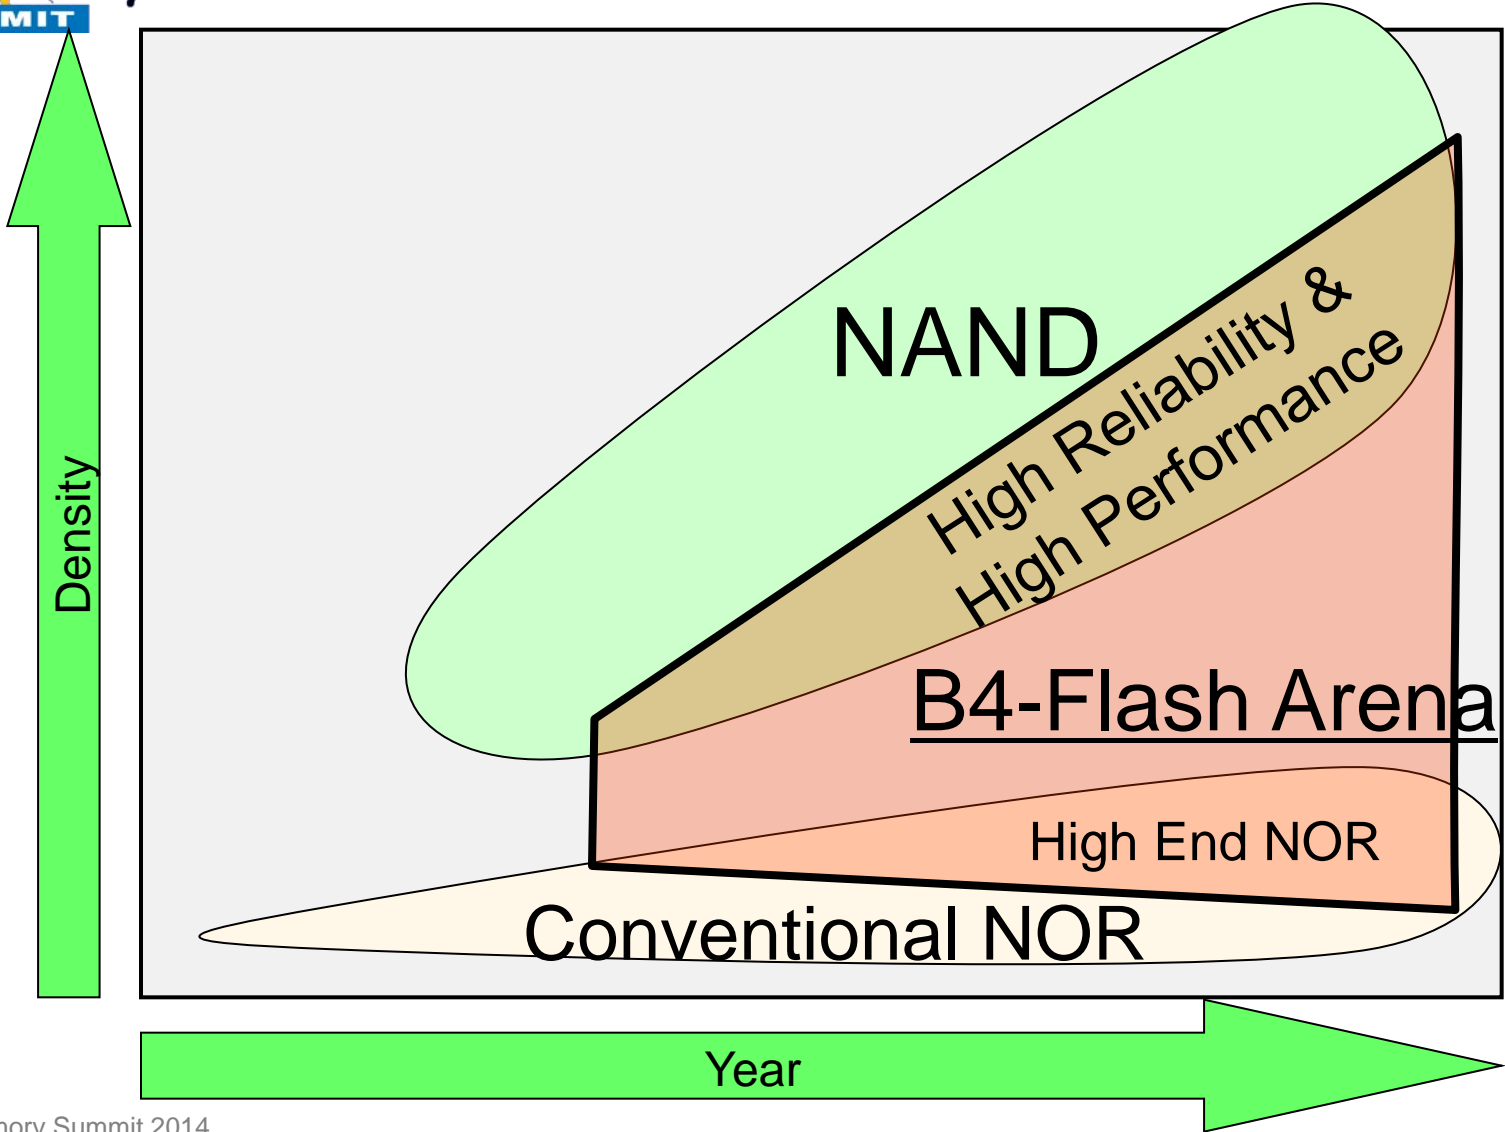 MIT
NAND
High Reliability &
High Performance
Density
B4-Flash Arena
High End NOR
Conventional NOR
Year
Summit 2014